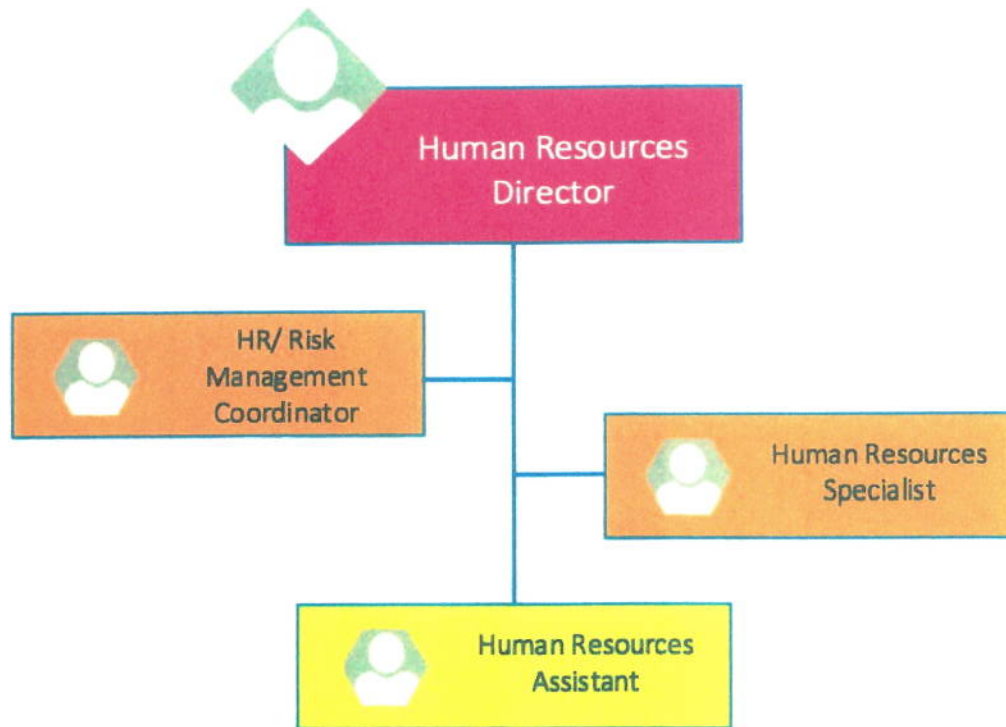 Human Resources
Director
HR/ Risk
Management
Coordinator
Human Resources
Specialist
Human Resources
Assistant